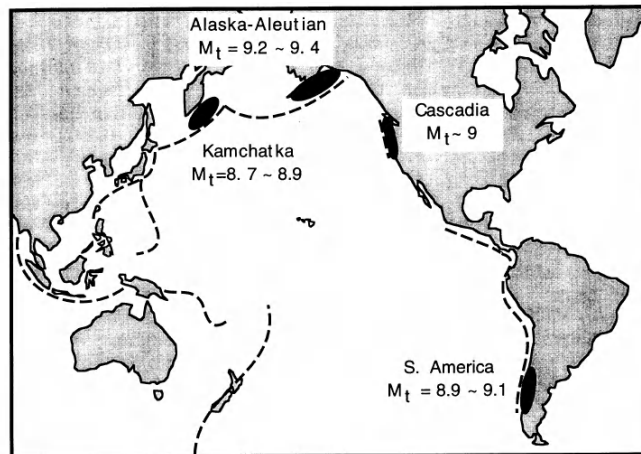 Alaska-Aleutian
Mt = 9.2 ~ 9. 4
Cascadia
Mt~ 9
Kamchatka
Mt=8. 7 ~ 8.9
S. America
Mt = 8.9 ~ 9.1